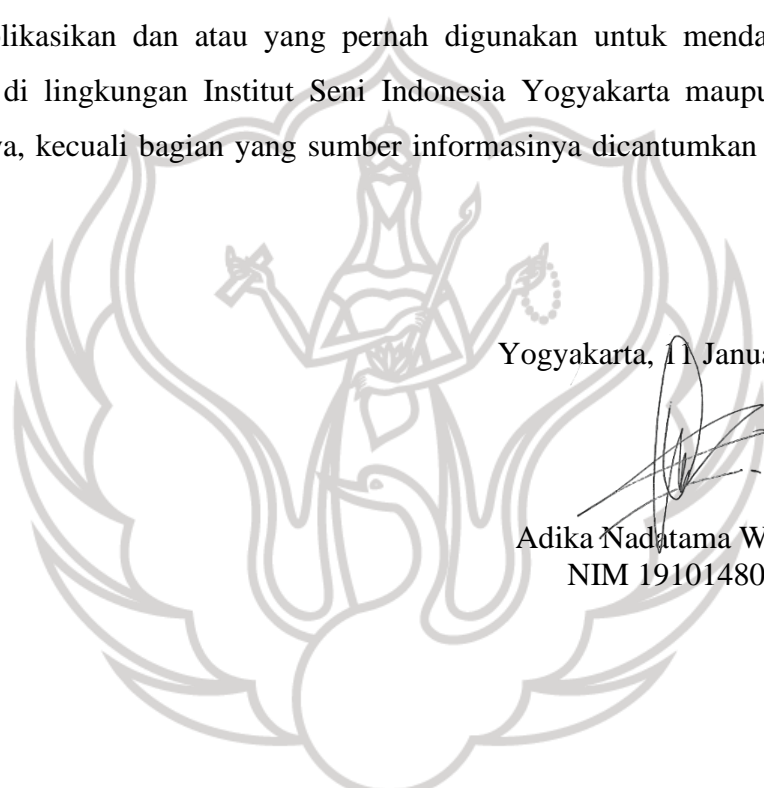 likasikan dan atau yang pernah digunakan untuk menda
di lingkungan Institut Seni Indonesia Yogyakarta maupu
a, kecuali bagian yang sumber informasinya dicantumkan
Yogyakarta, 11 Janua
Adika Nadatama W
NIM 19101480